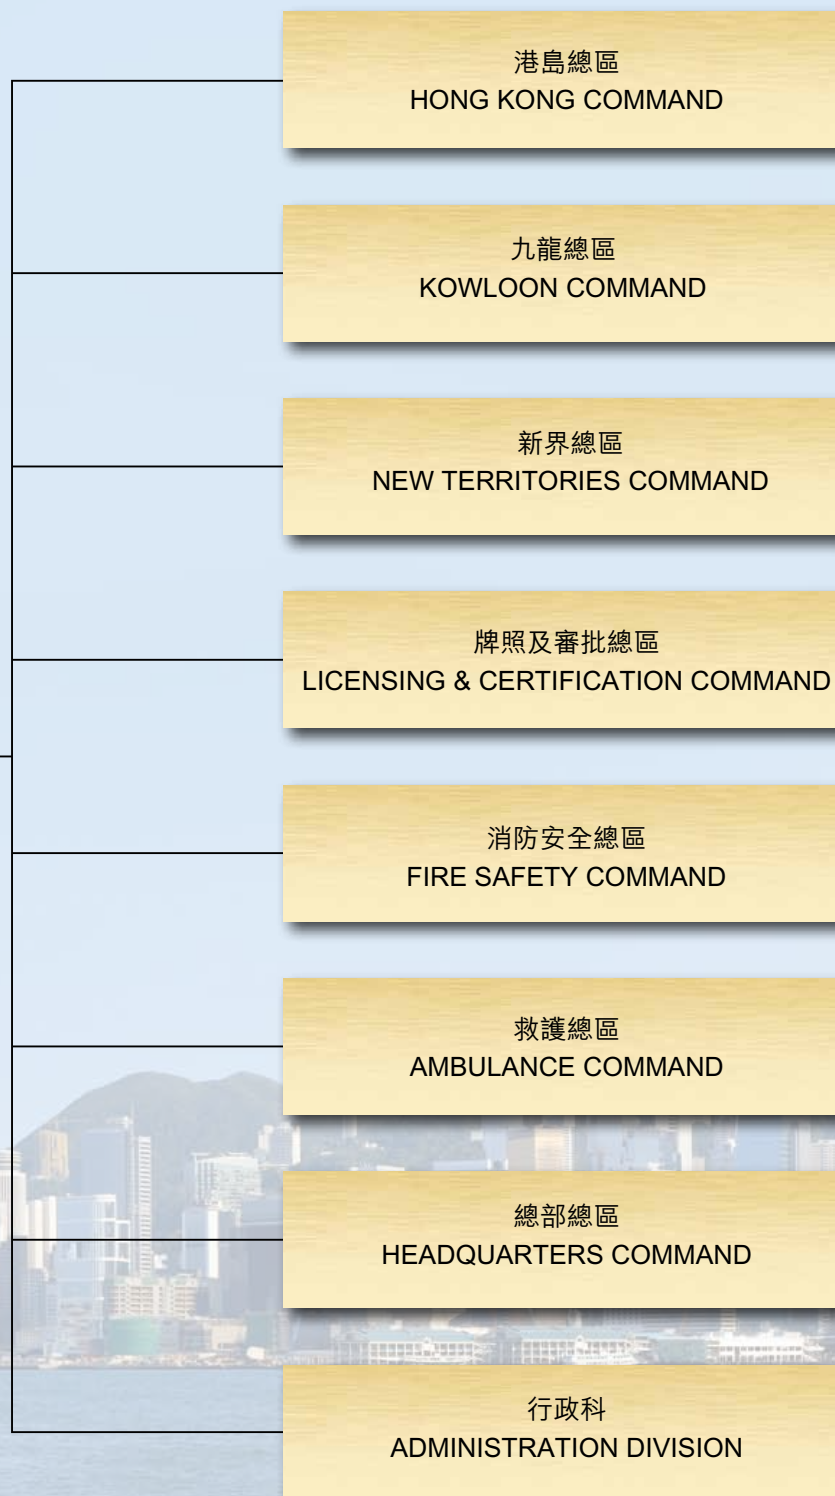 港島總區
HONG KONG COMMAND
九龍總區
KOWLOON COMMAND
新界總區
NEW TERRITORIES COMMAND
牌照及審批總區
LICENSING & CERTIFICATION COMMAND
消防安全總區
FIRE SAFETY COMMAND
救護總區
AMBULANCE COMMAND
總部總區
HEADQUARTERS COMMAND
行政科
ADMINISTRATION DIVISION